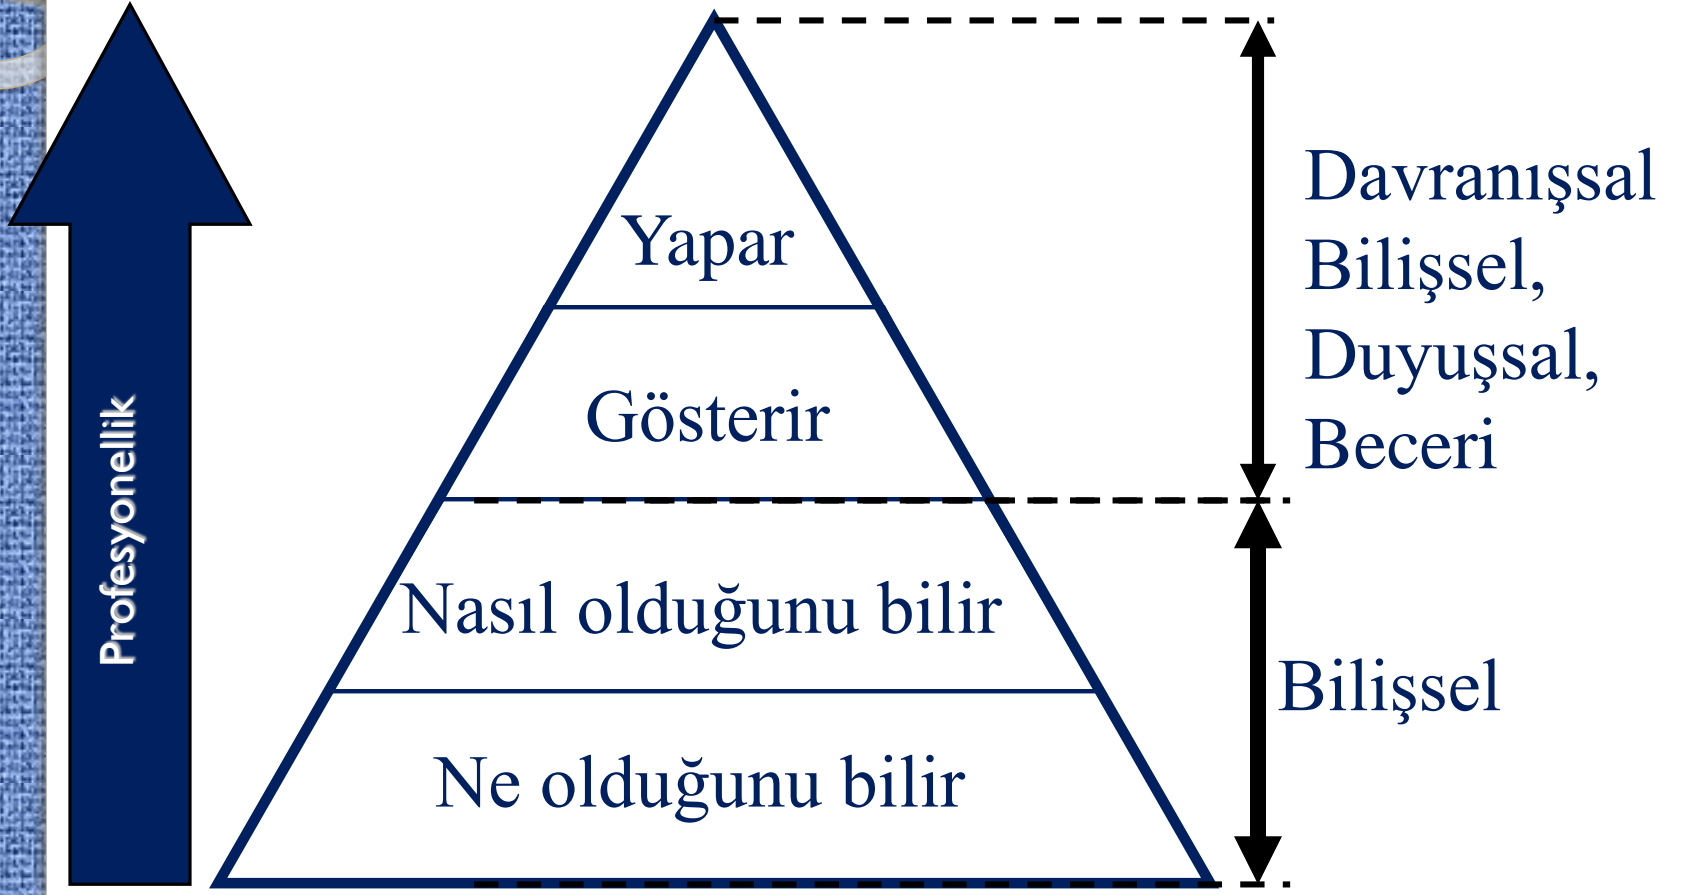 Profesyonellik
Yapar
Gösterir
Nasıl olduğunu bilir
Ne olduğunu bilir
Davranışsal
Bilişsel,
Duyuşsal,
Beceri
Bilişsel